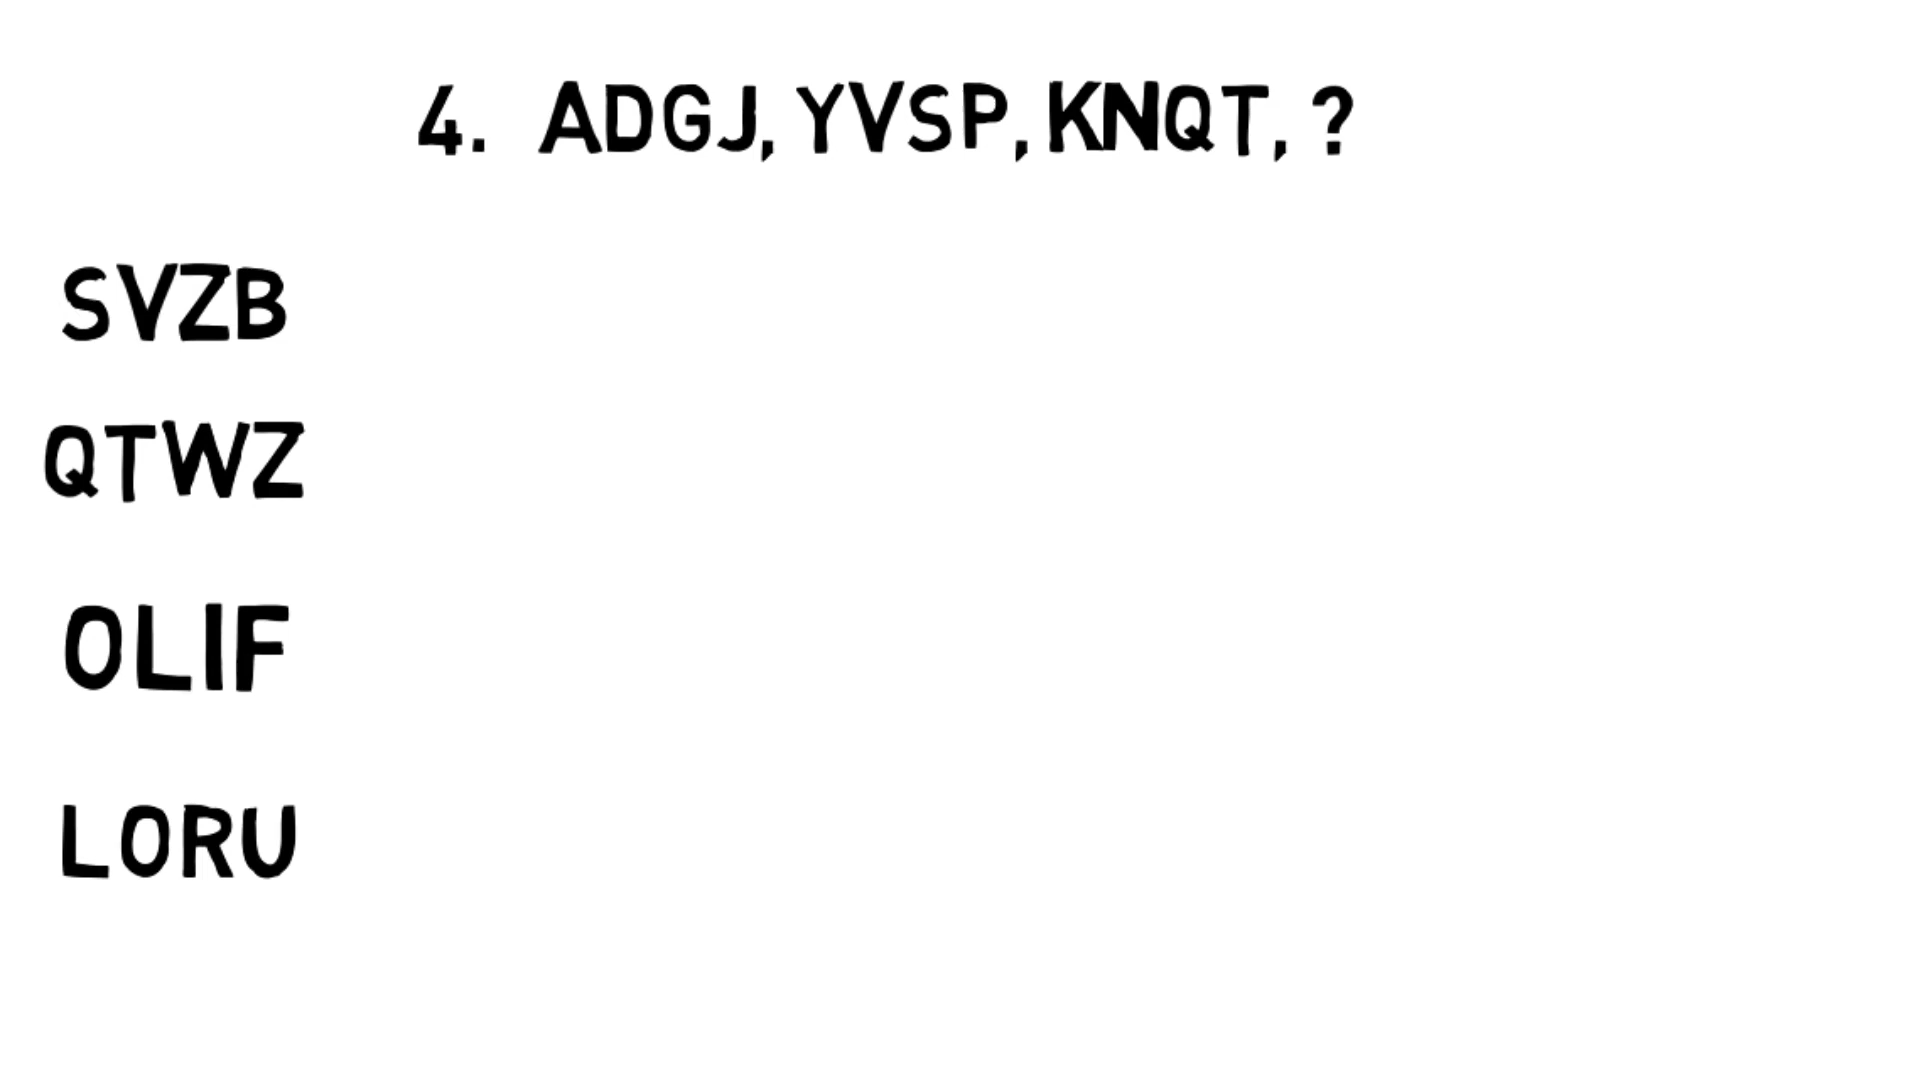 4. ADGJ, YVSP, KNQT, ?
SVZB
QTWZ
OLIF
LORU